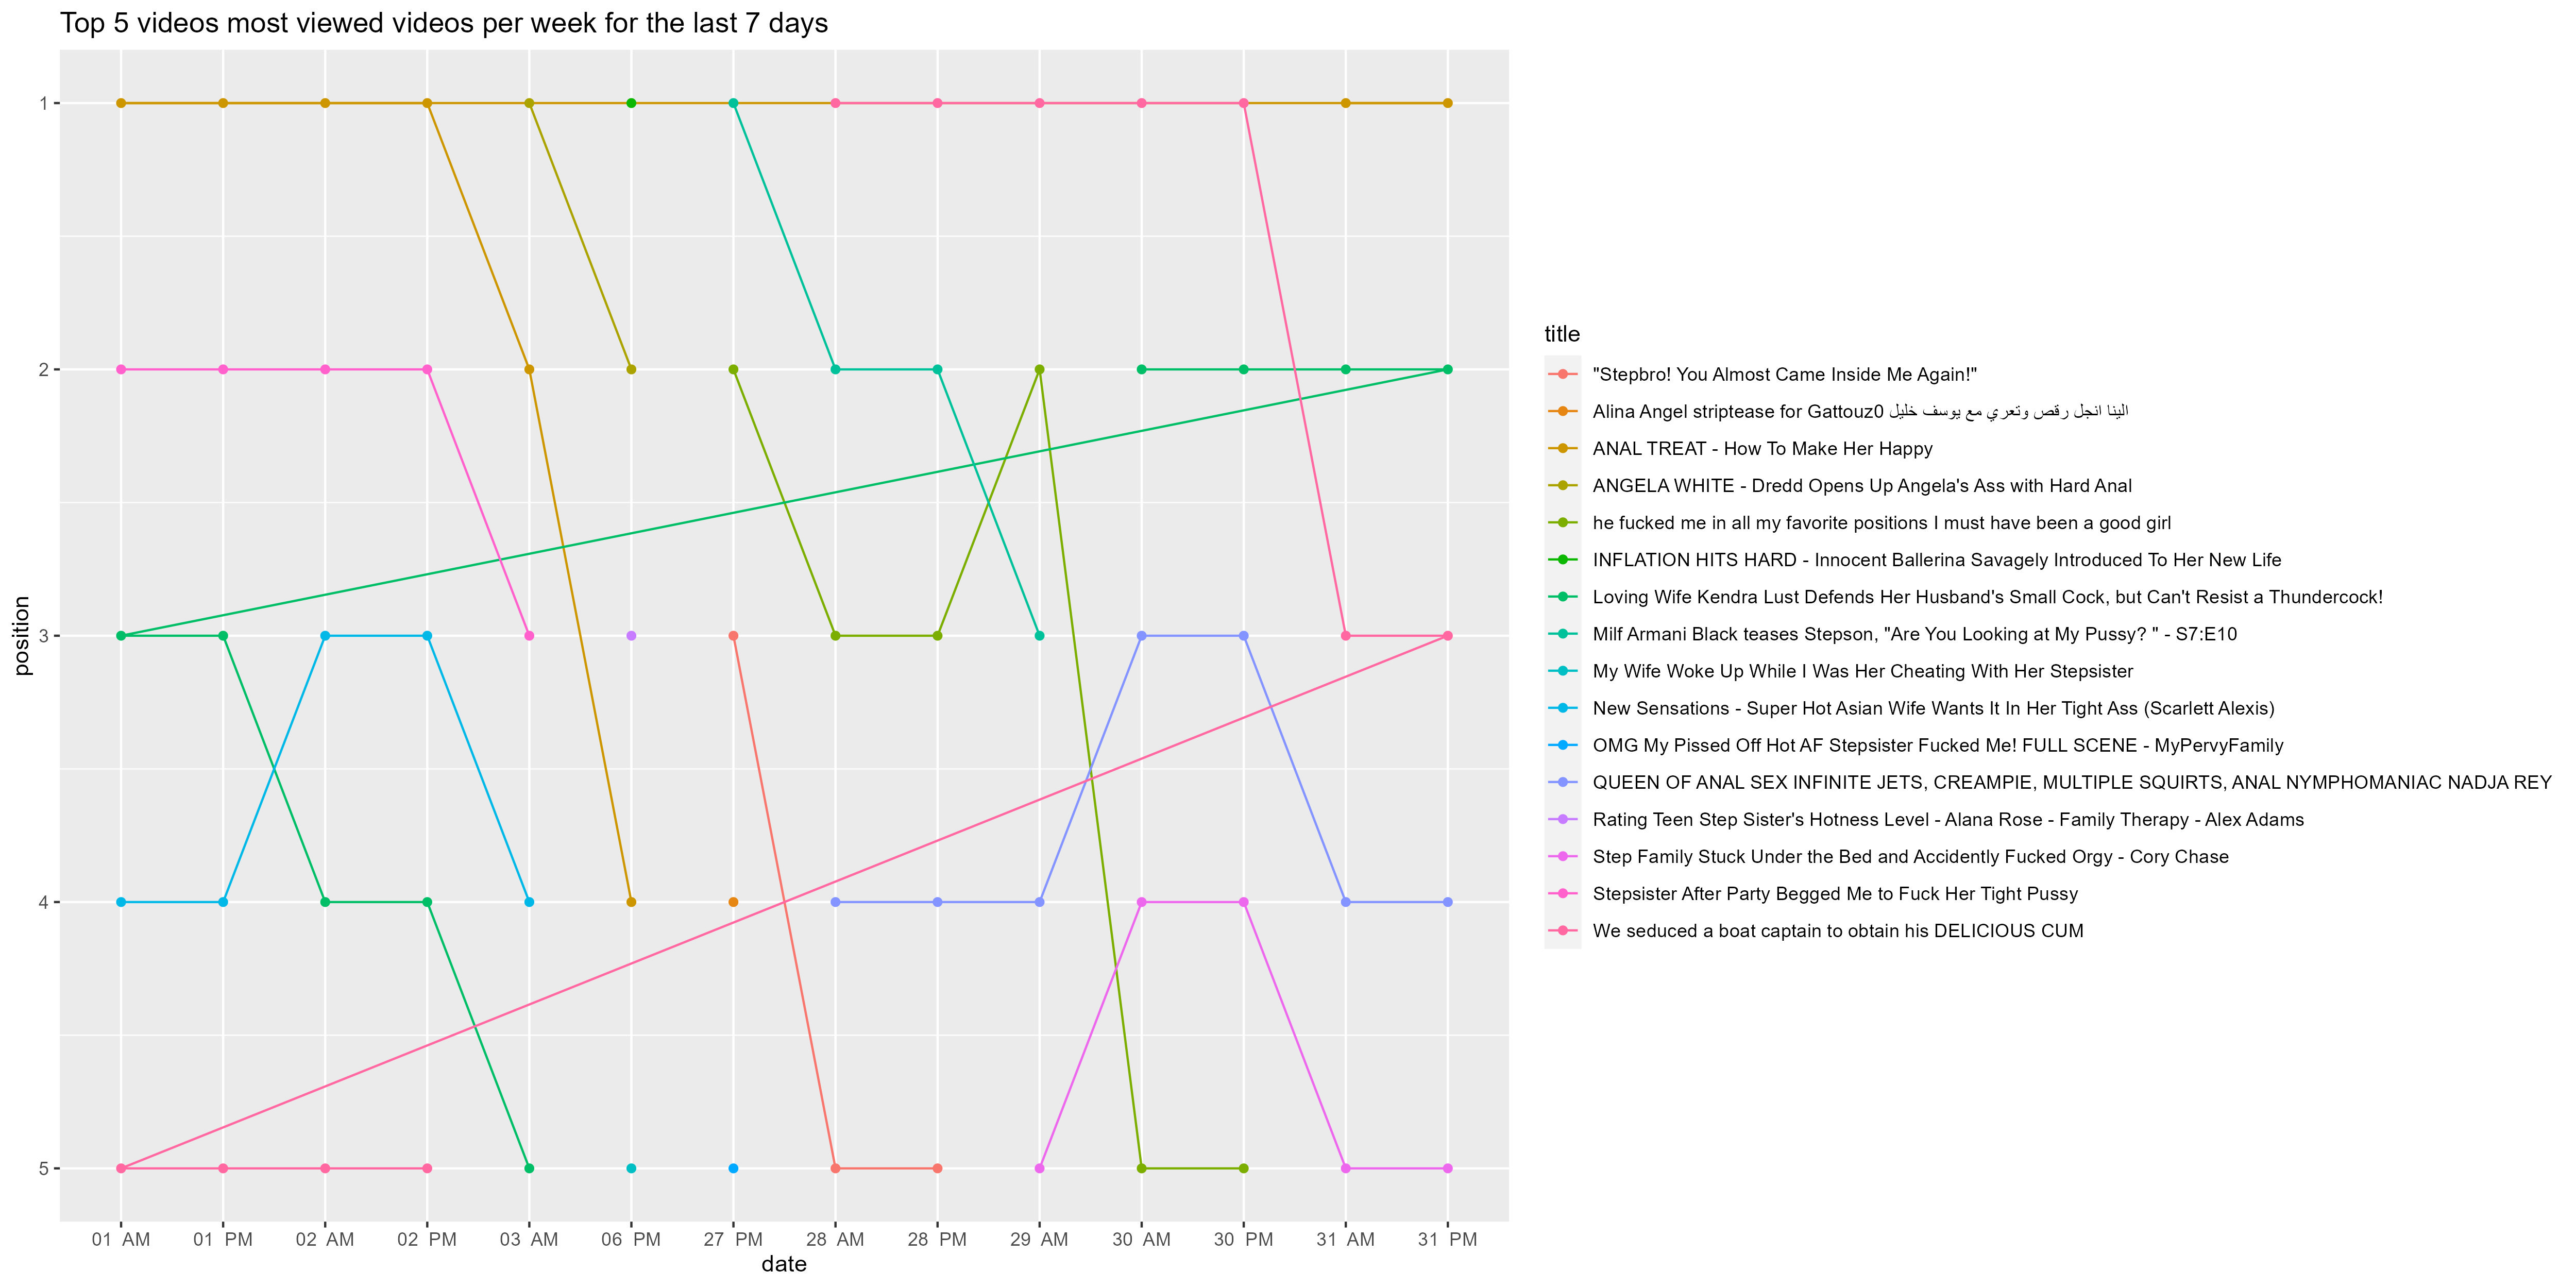 Top 5 videos most viewed videos per week for the last 7 days
position
1
2
3
4
5
01 AM 01 PM 02 AM 02 PM 03 AM 06 PM 27 PM 28 AM 28 PM 29 AM 30 AM 30 PM 31 AM 31 PM
date
title
"Stepbro! You Almost Came Inside Me Again!"
Alina Angel striptease for Gattouz0 الينا انجل رقص وتعري مع يوسف خليل
ANAL TREAT - How To Make Her Happy
ANGELA WHITE - Dredd Opens Up Angela's Ass with Hard Anal
he fucked me in all my favorite positions I must have been a good girl
INFLATION HITS HARD - Innocent Ballerina Savagely Introduced To Her New Life
Loving Wife Kendra Lust Defends Her Husband's Small Cock, but Can't Resist a Thundercock!
Milf Armani Black teases Stepson, "Are You Looking at My Pussy? " - S7:E10
My Wife Woke Up While I Was Her Cheating With Her Stepsister
New Sensations - Super Hot Asian Wife Wants It In Her Tight Ass (Scarlett Alexis)
OMG My Pissed Off Hot AF Stepsister Fucked Me! FULL SCENE - MyPervyFamily
QUEEN OF ANAL SEX INFINITE JETS, CREAMPIE, MULTIPLE SQUIRTS, ANAL NYMPHOMANIAC NADJA REY
Rating Teen Step Sister's Hotness Level - Alana Rose - Family Therapy - Alex Adams
Step Family Stuck Under the Bed and Accidently Fucked Orgy - Cory Chase
Stepsister After Party Begged Me to Fuck Her Tight Pussy
We seduced a boat captain to obtain his DELICIOUS CUM